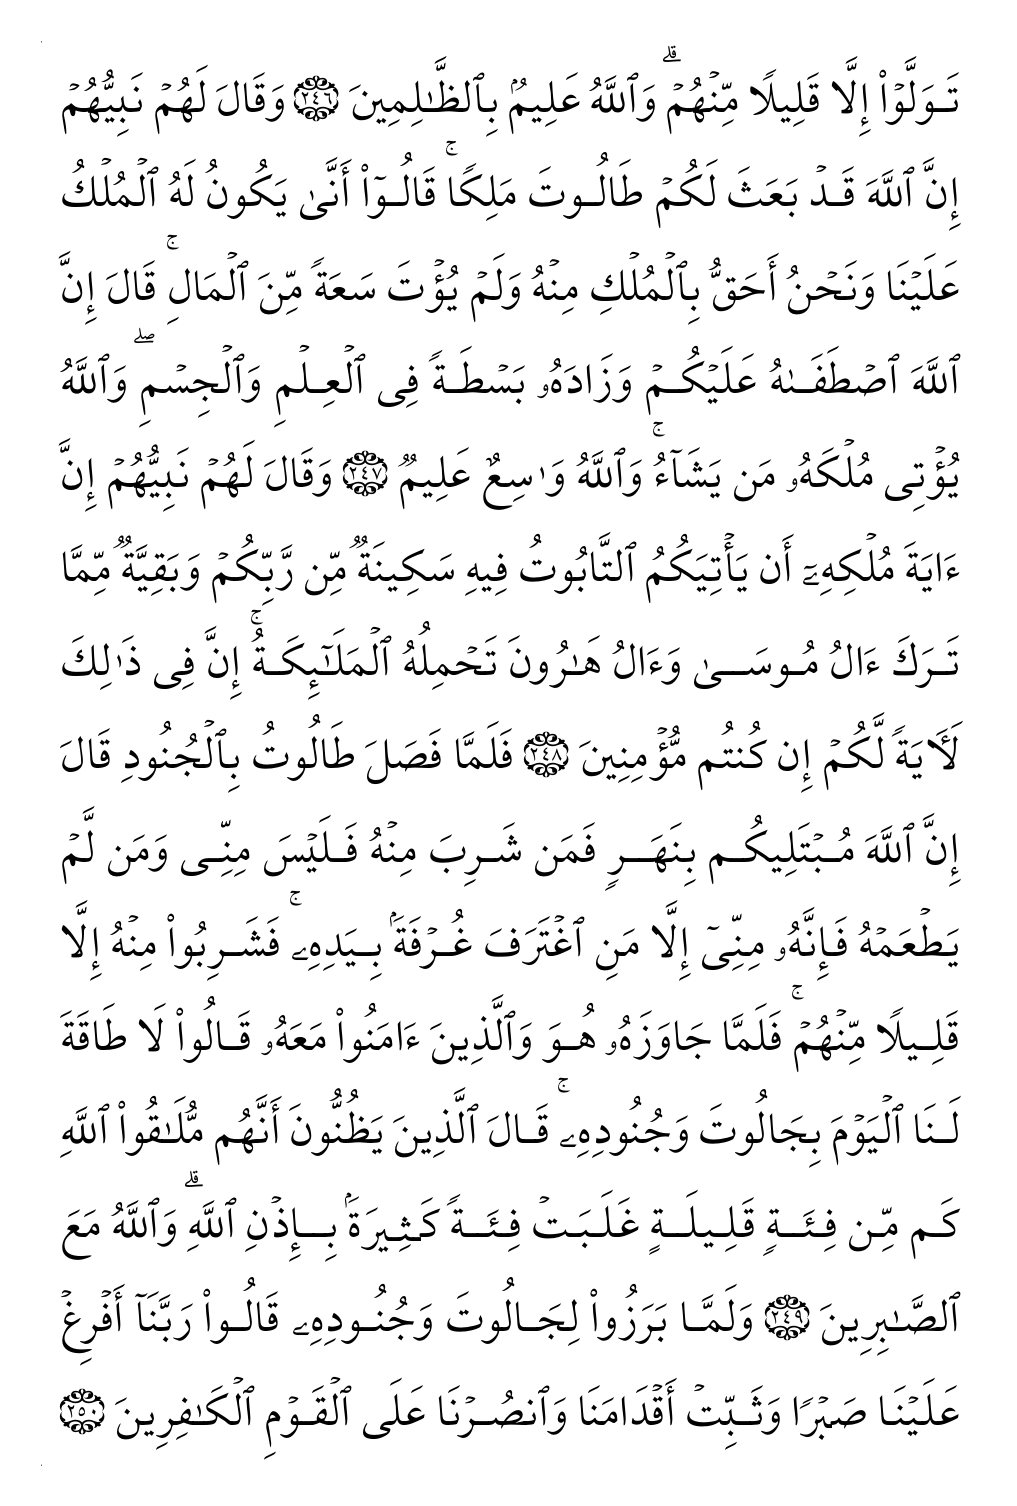 تَوَلَّوۡاْ إِلَّا قَلِيلٗا مِّنۡهُمۡۚ وَٱللَّهُ عَلِيمُۢ بِٱلظَّٰلِمِينَ ٢٤٦ وَقَالَ لَهُمۡ نَبِيُّهُمۡ
إِنَّ ٱللَّهَ قَدۡ بَعَثَ لَكُمۡ طَالُوتَ مَلِكٗاۚ قَالُوٓاْ أَنَّىٰ يَكُونُ لَهُ ٱلۡمُلۡكُ
عَلَيۡنَا وَنَحۡنُ أَحَقُّ بِٱلۡمُلۡكِ مِنۡهُ وَلَمۡ يُؤۡتَ سَعَةٗ مِّنَ ٱلۡمَالِۚ قَالَ إِنَّ
ٱللَّهَ ٱصۡطَفَىٰهُ عَلَيۡكُمۡ وَزَادَهُۥ بَسۡطَةٗ فِي ٱلۡعِلۡمِ وَٱلۡجِسۡمِۖ وَٱللَّهُ
يُؤۡتِي مُلۡكَهُۥ مَن يَشَآءُۚ وَٱللَّهُ وَٰسِعٌ عَلِيمٞ ٢٤٧ وَقَالَ لَهُمۡ نَبِيُّهُمۡ إِنَّ
ءَايَةَ مُلۡكِهِۦٓ أَن يَأۡتِيَكُمُ ٱلتَّابُوتُ فِيهِ سَكِينَةٞ مِّن رَّبِّكُمۡ وَبَقِيَّةٞ مِّمَّا
تَرَكَ ءَالُ مُوسَىٰ وَءَالُ هَٰرُونَ تَحۡمِلُهُ ٱلۡمَلَٰٓئِكَةُۚ إِنَّ فِي ذَٰلِكَ
لَأٓيَةٗ لَّكُمۡ إِن كُنتُم مُّؤۡمِنِينَ ٢٤٨ فَلَمَّا فَصَلَ طَالُوتُ بِٱلۡجُنُودِ قَالَ
إِنَّ ٱللَّهَ مُبۡتَلِيكُم بِنَهَرٖ فَمَن شَرِبَ مِنۡهُ فَلَيۡسَ مِنِّي وَمَن لَّمۡ
يَطۡعَمۡهُ فَإِنَّهُۥ مِنِّيٓ إِلَّا مَنِ ٱغۡتَرَفَ غُرۡفَةَۢ بِيَدِهِۦۚ فَشَرِبُواْ مِنۡهُ إِلَّا
قَلِيلٗا مِّنۡهُمۡۚ فَلَمَّا جَاوَزَهُۥ هُوَ وَٱلَّذِينَ ءَامَنُواْ مَعَهُۥ قَالُواْ لَا طَاقَةَ
لَنَا ٱلۡيَوۡمَ بِجَالُوتَ وَجُنُودِهِۦۚ قَالَ ٱلَّذِينَ يَظُنُّونَ أَنَّهُم مُّلَٰقُواْ ٱللَّهِ
كَم مِّن فِئَةٖ قَلِيلَةٍ غَلَبَتۡ فِئَةٗ كَثِيرَةَۢ بِإِذۡنِ ٱللَّهِۗ وَٱللَّهُ مَعَ
ٱلصَّٰبِرِينَ ٢٤٩ وَلَمَّا بَرَزُواْ لِجَالُوتَ وَجُنُودِهِۦ قَالُواْ رَبَّنَآ أَفۡرِغۡ
عَلَيۡنَا صَبۡرٗا وَثَبِّتۡ أَقۡدَامَنَا وَٱنصُرۡنَا عَلَى ٱلۡقَوۡمِ ٱلۡكَٰفِرِينَ ٢٥٠